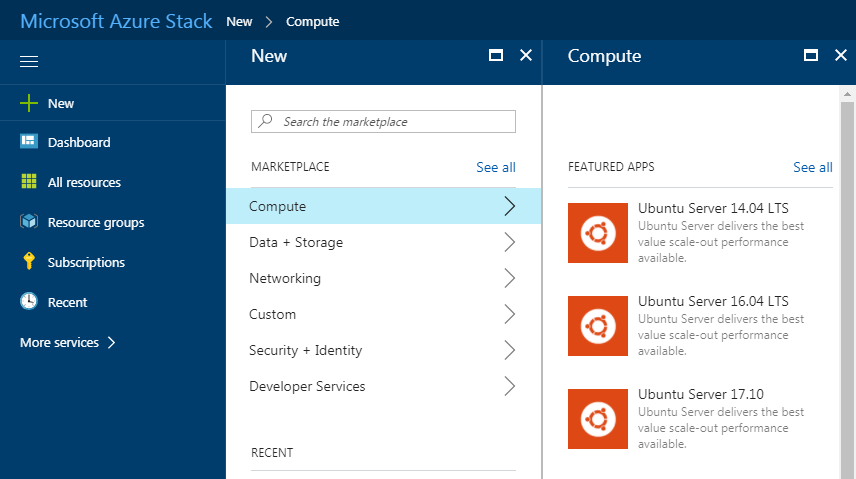 Microsoft Azure Stack New > Compute
New
Dashboard
All resources
Resource groups
Subscriptions
Recent
More services >
New
Search the marketplace
MARKETPLACE See all
Compute
Data + Storage
Networking
Custom
Security + Identity
Developer Services
RECENT
Compute
FEATURED APPS See all
Ubuntu Server 14.04 LTS
Ubuntu Server delivers the best
value scale-out performance
available.
Ubuntu Server 16.04 LTS
Ubuntu Server delivers the best
value scale-out performance
available.
Ubuntu Server 17.10
Ubuntu Server delivers the best
value scale-out performance
available.